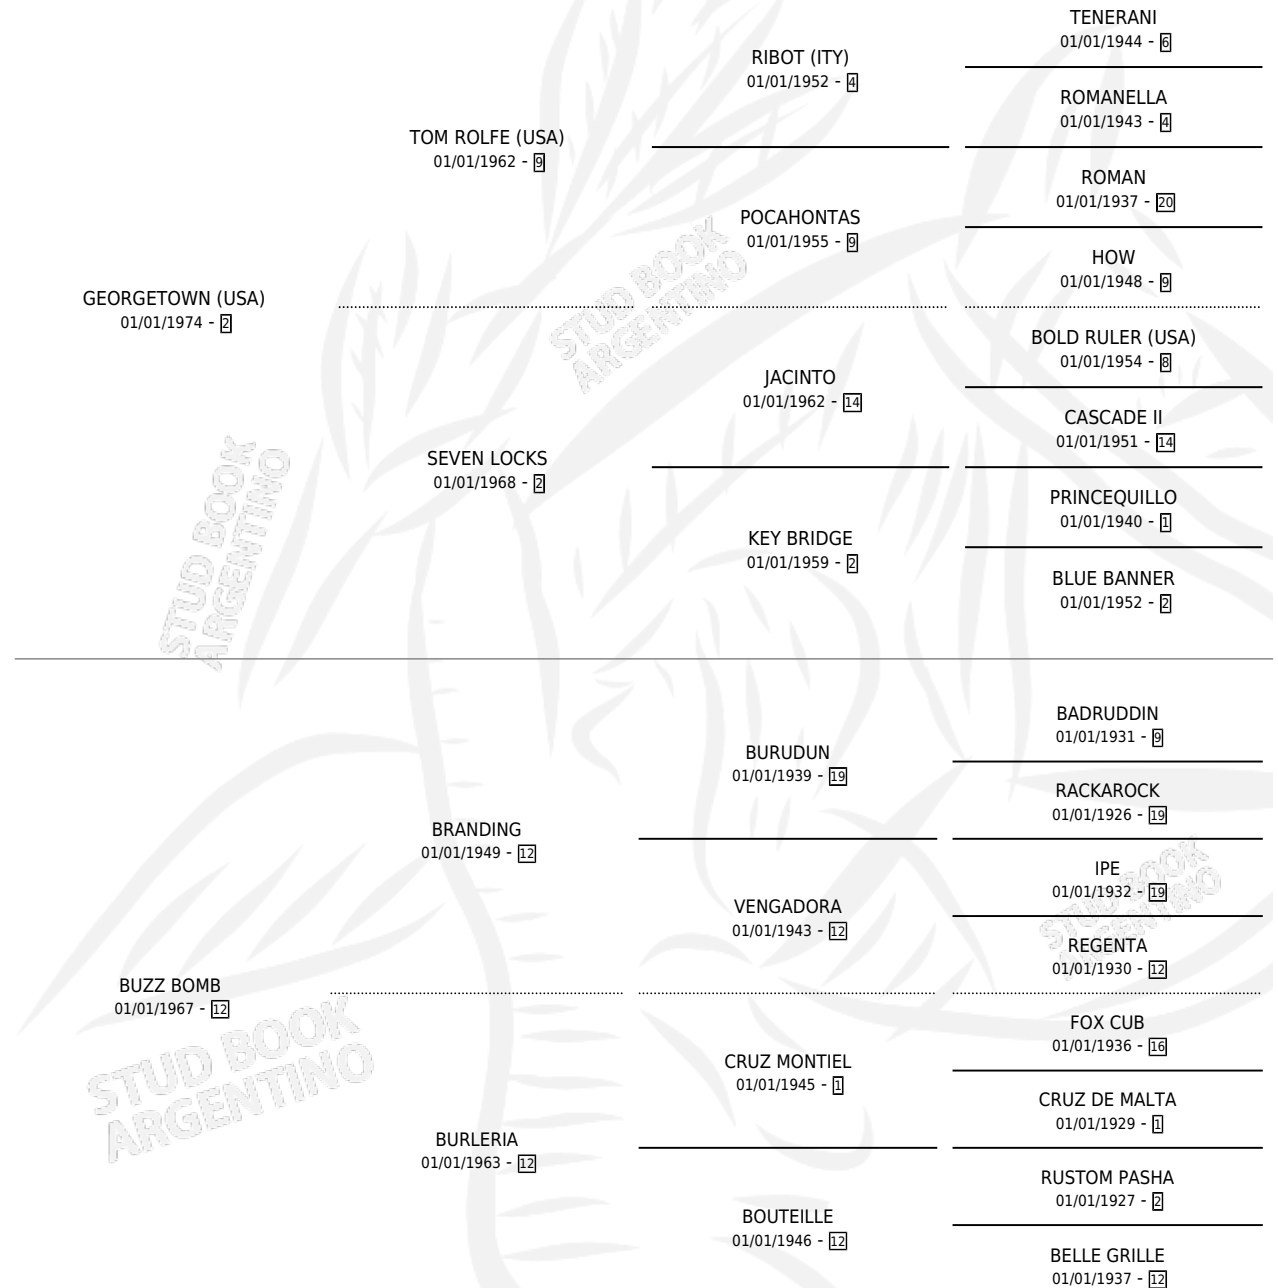 TENERANI
01/01/1944 - 6
RIBOT (ITY)
01/01/1952 - 4
ROMANELLA
01/01/1943 - 4
TOM ROLFE (USA)
01/01/1962 - 9
ROMAN
01/01/1937 - 20
POCAHONTAS
01/01/1955 - 9
HOW
01/01/1948 - 9
GEORGETOWN (USA)
01/01/1974 - 2
BOLD RULER (USA)
01/01/1954 - 8
JACINTO
01/01/1962 - 14
CASCADE II
01/01/1951 - 14
SEVEN LOCKS
01/01/1968 - 2
PRINCEQUILLO
01/01/1940 - 1
KEY BRIDGE
01/01/1959 - 2
BLUE BANNER
01/01/1952 - 2
BADRUDDIN
01/01/1931 - 9
BURUDUN
01/01/1939 - 19
RACKAROCK
01/01/1926 - 19
BRANDING
01/01/1949 - 12
IPE
01/01/1932 - 19
VENGADORA
01/01/1943 - 12
REGENTA
01/01/1930 - 12
BUZZ BOMB
01/01/1967 - 12
FOX CUB
01/01/1936 - 16
CRUZ MONTIEL
01/01/1945 - 1
CRUZ DE MALTA
01/01/1929 - 1
BURLERIA
01/01/1963 - 12
RUSTOM PASHA
01/01/1927 - 2
BOUTEILLE
01/01/1946 - 12
BELLE GRILLE
01/01/1937 - 12
STUD BOOK
ARGENTINO
STUD BOOK
ARGENTINO
STUD BOOK
ARGENTINO
STUD BOOK
ARGENTINO